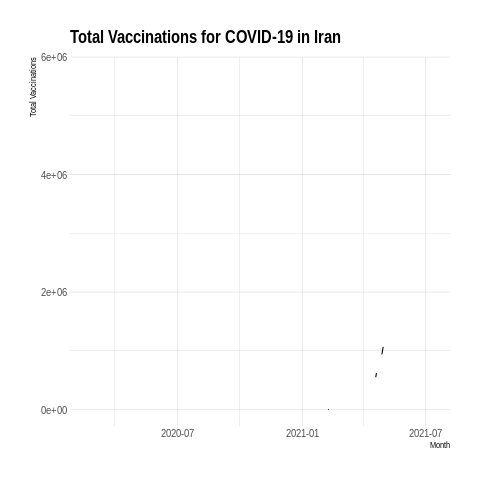 Total Vaccinations for COVID-19 in Iran
Total Vaccinations
6e+06
4e+06
2e+06
0e+00
2020-07 2021-01 2021-07
Month